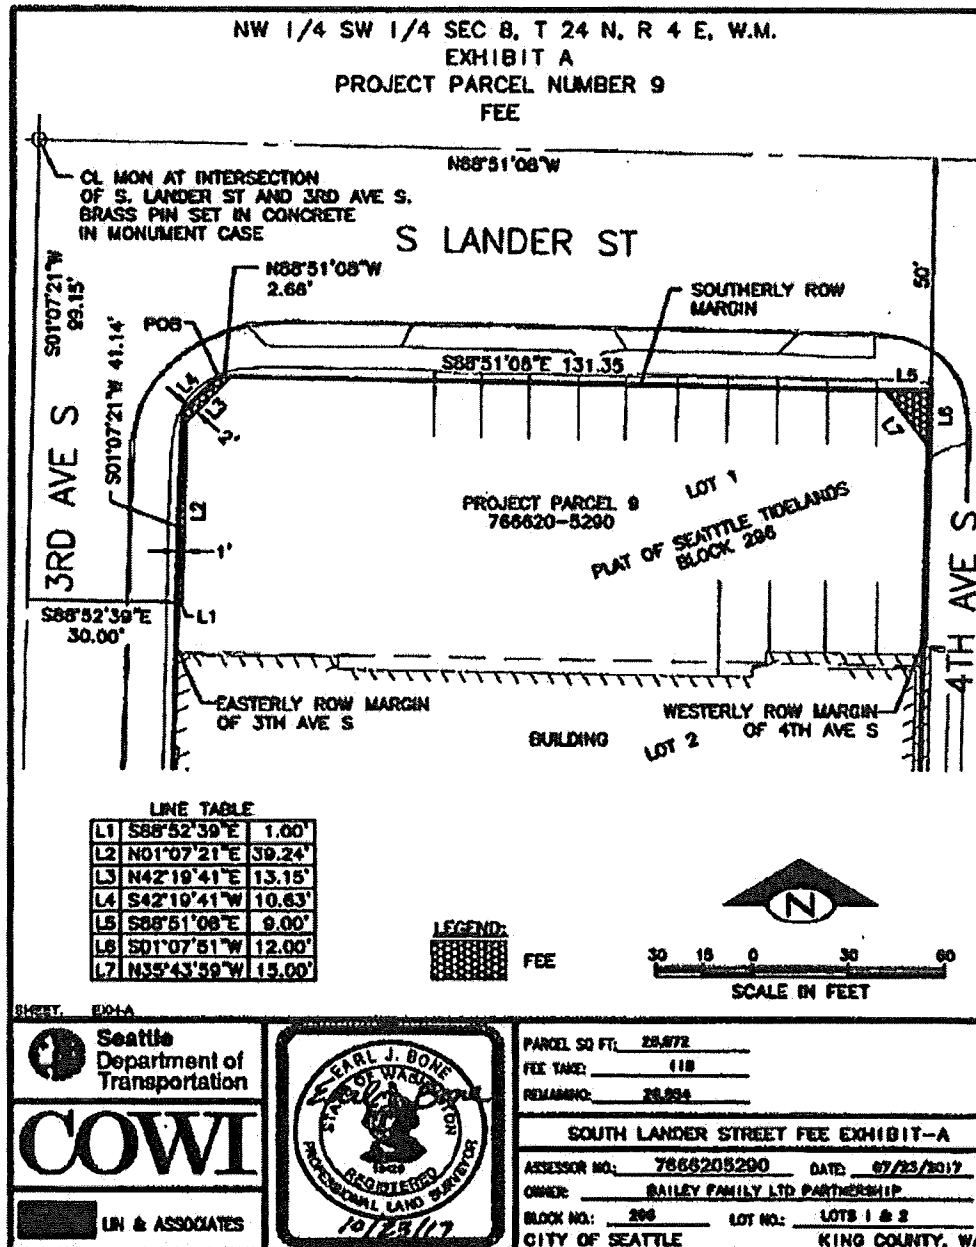 NW 1/4 SW 1/4 SEC 8, T 24 N, R 4 E, W.M.
EXHIBIT A
PROJECT PARCEL NUMBER 9
FEE
N88°51'08"W
CL MON AT INTERSECTION
OF S. LANDER ST AND 3RD AVE S.
BRASS PIN SET IN CONCRETE
IN MONUMENT CASE
S LANDER ST
S01°07'21"W
99.15'
N88°51'08"W
2.66'
50'
SOUTHERLY ROW
MARGIN
POB
S01°07'21"W 41.14'
S88°51'08"E 131.35
L4
L3
2'
L5
L6
L7
3RD AVE S
L2
1'
LOT 1
PROJECT PARCEL 9
766620-5290
PLAT OF SEATTTLE TIDELANDS
BLOCK 296
4TH AVE S
S88°52'39"E
30.00'
L1
EASTERLY ROW MARGIN
OF 3TH AVE S
WESTERLY ROW MARGIN
OF 4TH AVE S
BUILDING
LOT 2
LINE TABLE
L1 S88°52'39"E 1.00'
L2 N01°07'21"E 39.24'
L3 N42°19'41"E 13.15'
L4 S42°19'41"W 10.63'
L5 S88°51'08"E 9.00'
L6 S01°07'51"W 12.00'
L7 N35°43'59"W 15.00'
LEGEND:
FEE
N
30 15 0 30 60
SCALE IN FEET
SHEET. EXH-A
Seattle
Department of
Transportation
COWI
LIN & ASSOCIATES
EARL J. BONE
STATE OF WASHINGTON
REGISTERED
PROFESSIONAL LAND SURVEYOR
10/23/17
PARCEL SQ FT:
FEE TAKE:
REMAINING:
SOUTH LANDER STREET FEE EXHIBIT-A
ASSESSOR NO: 7666205290 DATE: 07/23/2017
OWNER: BAILEY FAMILY LTD PARTNERSHIP
BLOCK NO.: 296 LOT NO.: LOTS 1 & 2
CITY OF SEATTLE KING COUNTY, WA